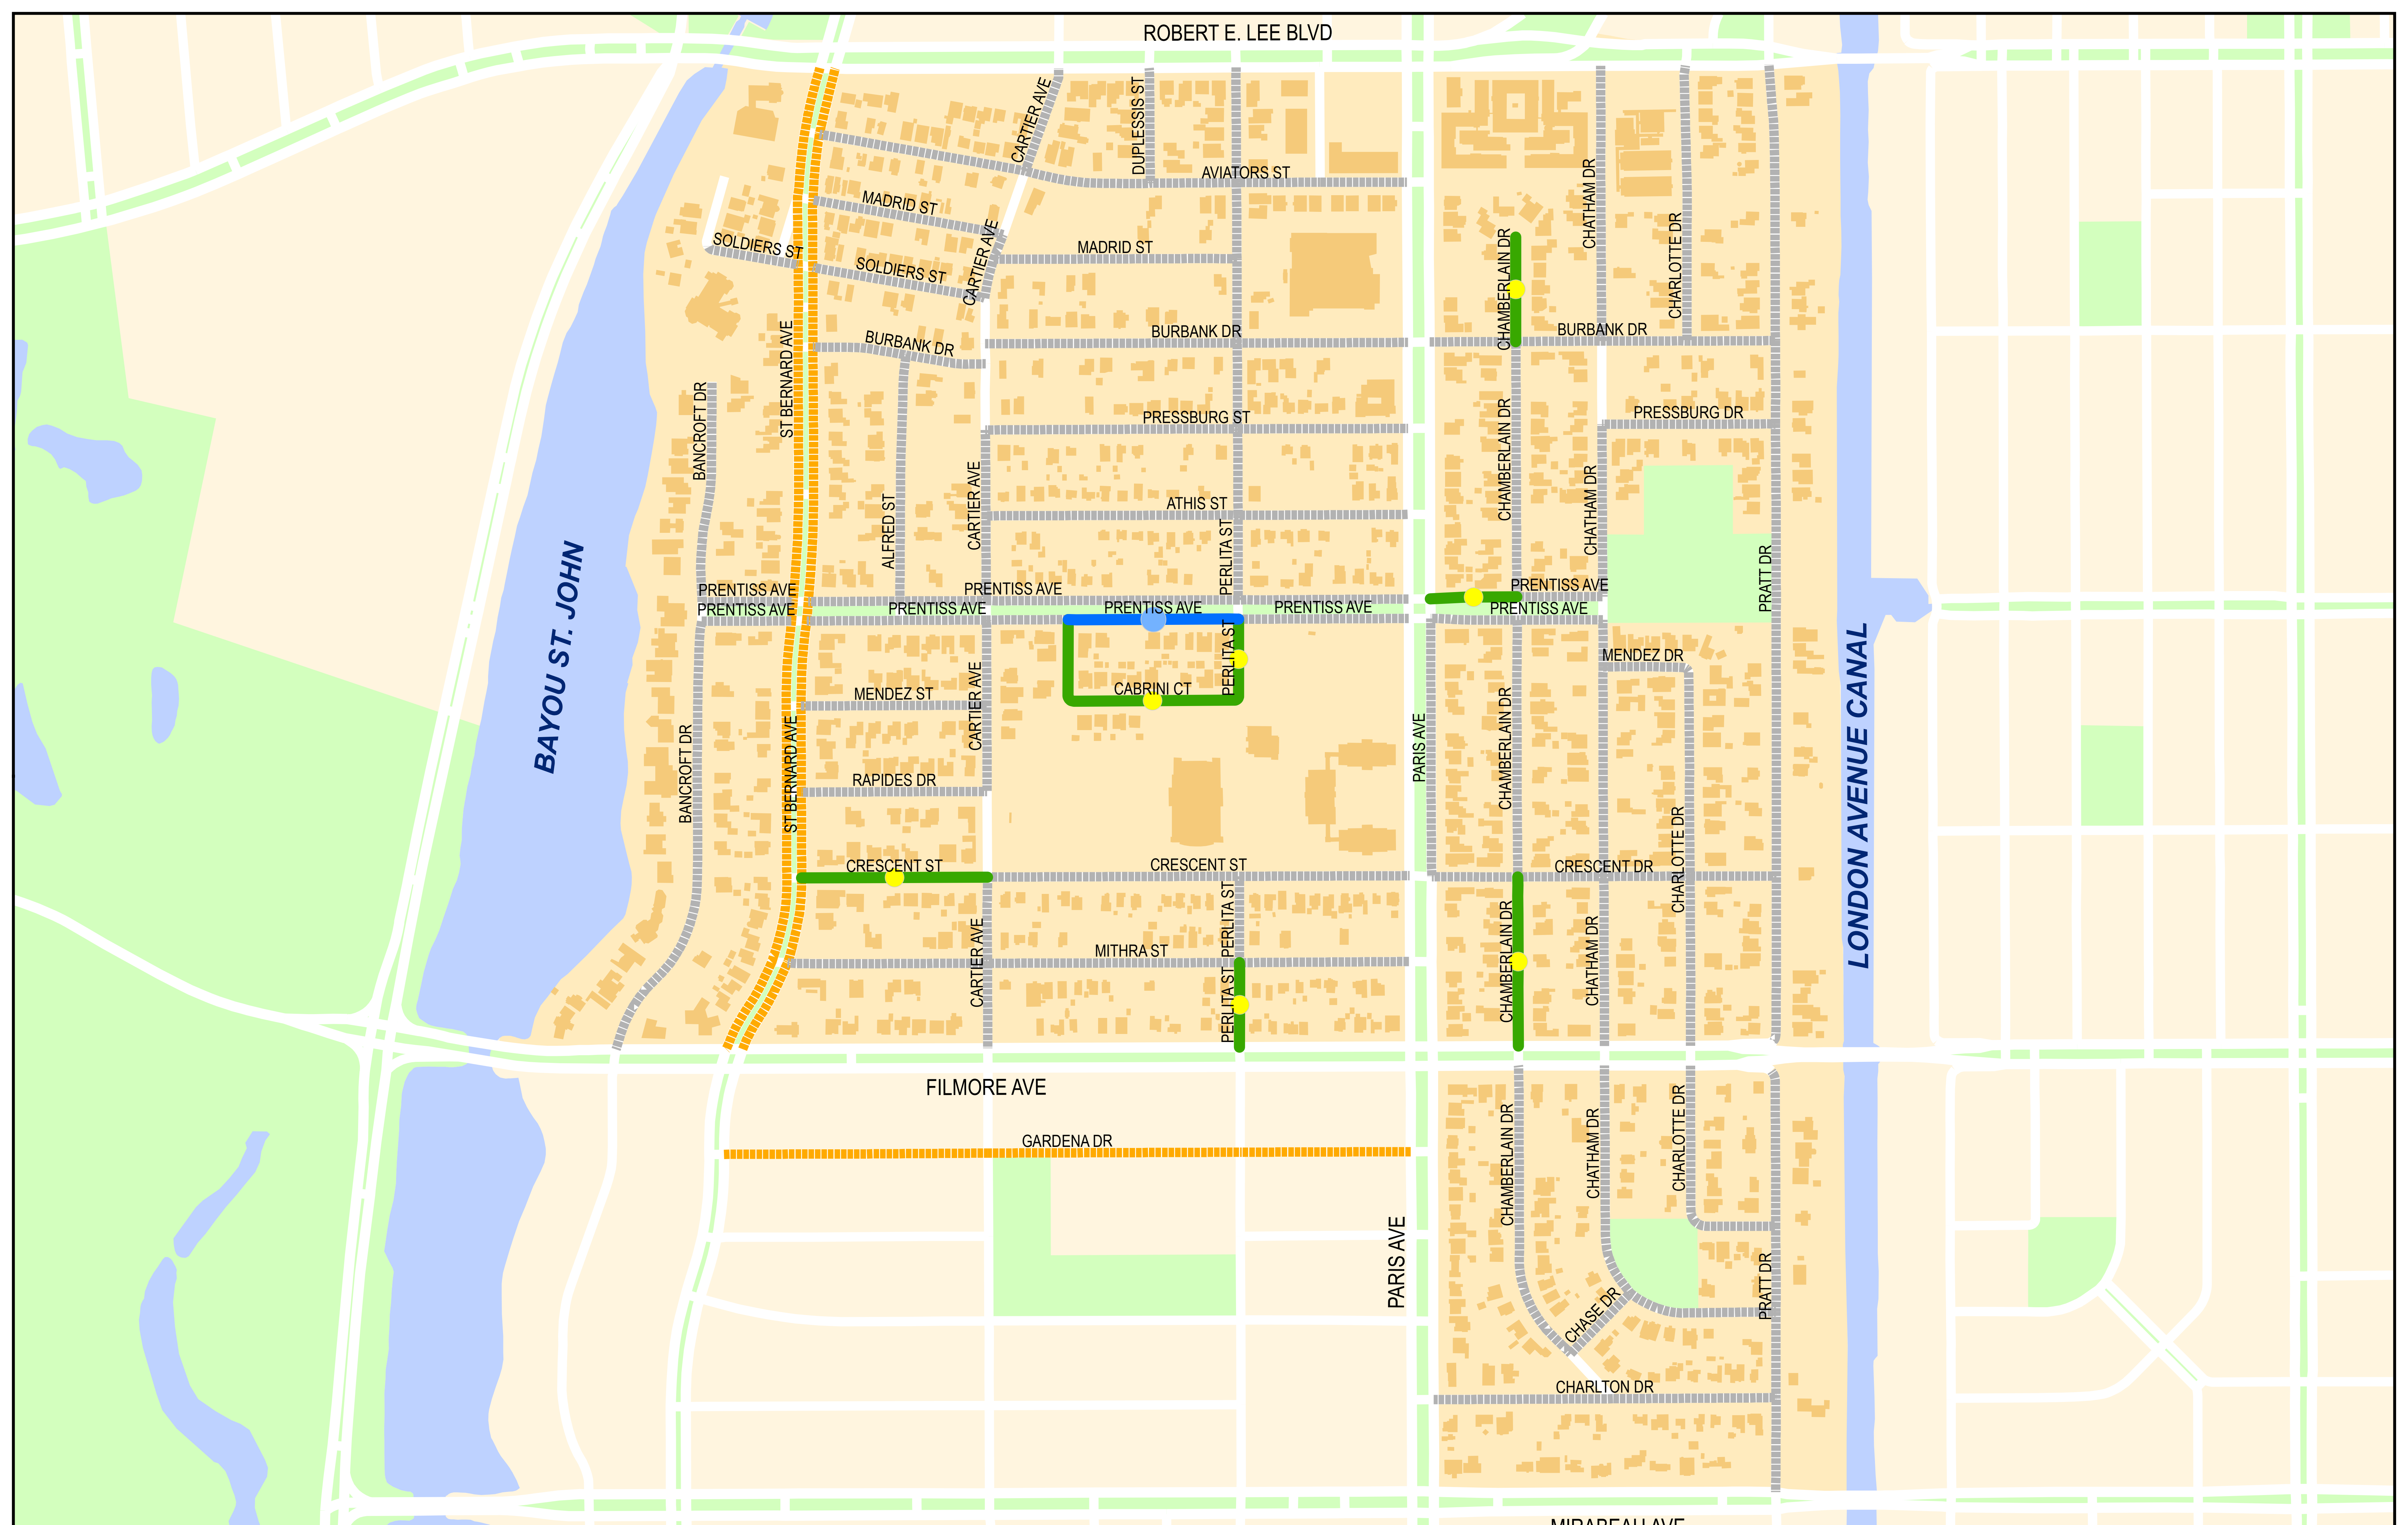 ROBERT E. LEE BLVD
CARTIER AVE
DUPLESSIS ST
AVIATORS ST
CHATHAM DR
MADRID ST
CHARLOTTE DR
SOLDIERS ST
SOLDIERS ST
CARTIER AVE
MADRID ST
CHAMBERLAIN DR
BURBANK DR
BURBANK DR
BURBANK DR
ST BERNARD AVE
BANCROFT DR
PRESSBURG ST
PRESSBURG DR
CHAMBERLAIN DR
ALFRED ST
CARTIER AVE
ATHIS ST
CHATHAM DR
PERLITA ST
PRATT DR
BAYOU ST. JOHN
PRENTISS AVE
PRENTISS AVE
PRENTISS AVE
PRENTISS AVE
PRENTISS AVE
PRENTISS AVE
PRENTISS AVE
PRENTISS AVE
PERLITA ST
MENDEZ DR
LONDON AVENUE CANAL
MENDEZ ST
CARTIER AVE
CABRINI CT
PARIS AVE
CHAMBERLAIN DR
BANCROFT DR
ST BERNARD AVE
RAPIDES DR
CHARLOTTE DR
CRESCENT ST
CRESCENT ST
CRESCENT DR
PERLITA ST
CHAMBERLAIN DR
CARTIER AVE
MITHRA ST
CHATHAM DR
PERLITA ST
FILMORE AVE
GARDENA DR
CHAMBERLAIN DR
CHATHAM DR
CHARLOTTE DR
PARIS AVE
PRATT DR
CHASE DR
CHARLTON DR
MIRABEAU AVE